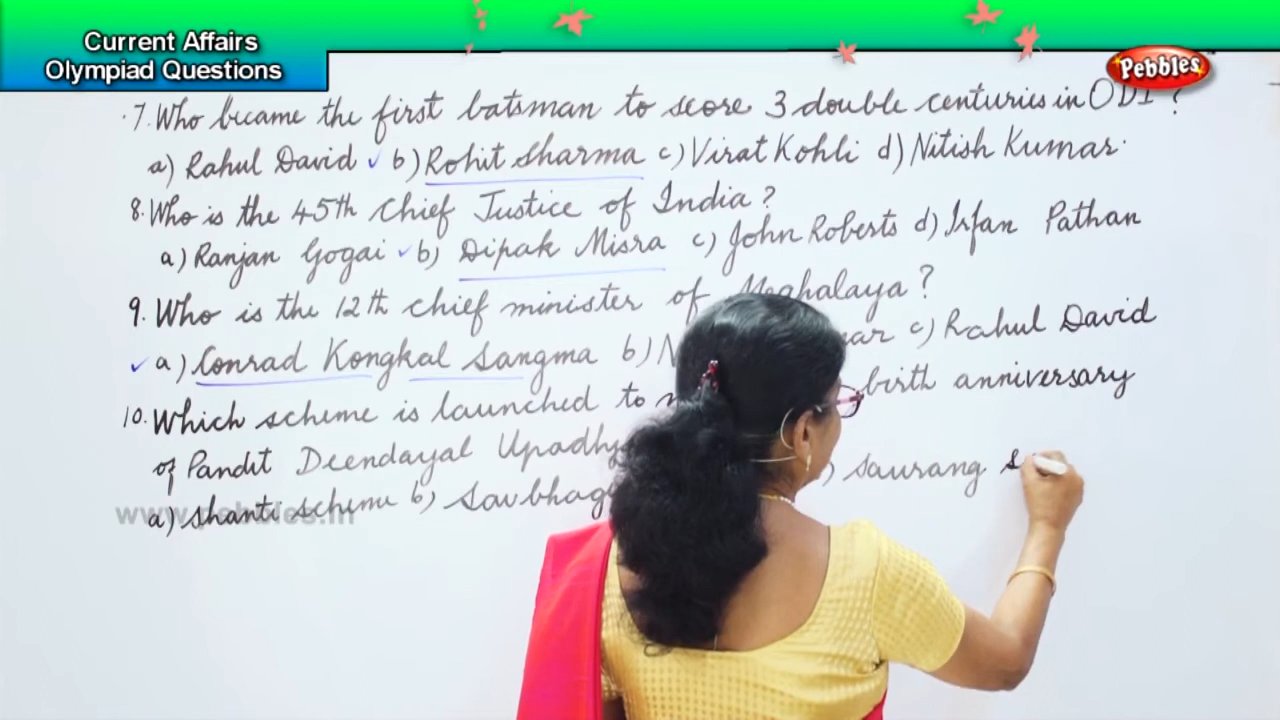 Current Affairs
Olympiad Questions
Pebbles
7. Who became the first batsman to score 3 double centuries in ODI ?
a) Rahul David ✓ b) Rohit Sharma c) Virat Kohli d) Nitish Kumar.
8. Who is the 45th Chief Justice of India ?
a) Ranjan Gogai ✓ b) Dipak Misra c) John Roberts d) Irfan Pathan
9. Who is the 12th chief minister of Meghalaya ?
✓ a) Conrad Kongkal Sangma b) c) Rahul David
10. Which scheme is launched to birth anniversary
of Pandit Deendayal
a) Shanti scheme b) saurang